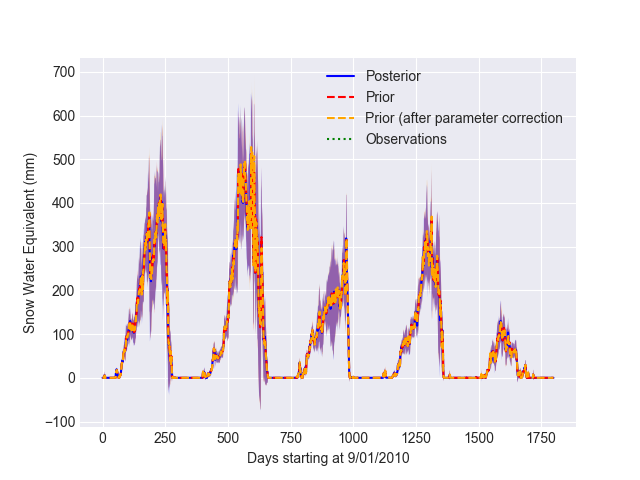 700
600
500
400
300
200
100
0
−100
Snow Water Equivalent (mm)
Posterior
Prior
Prior (after parameter correction
Observations
0 250 500 750 1000 1250 1500 1750
Days starting at 9/01/2010